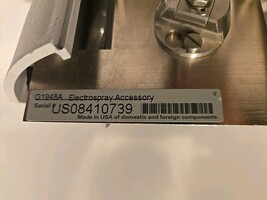 G1948A Electrospray Accessory
Serial# US08410739
Made in USA of domestic and foreign components